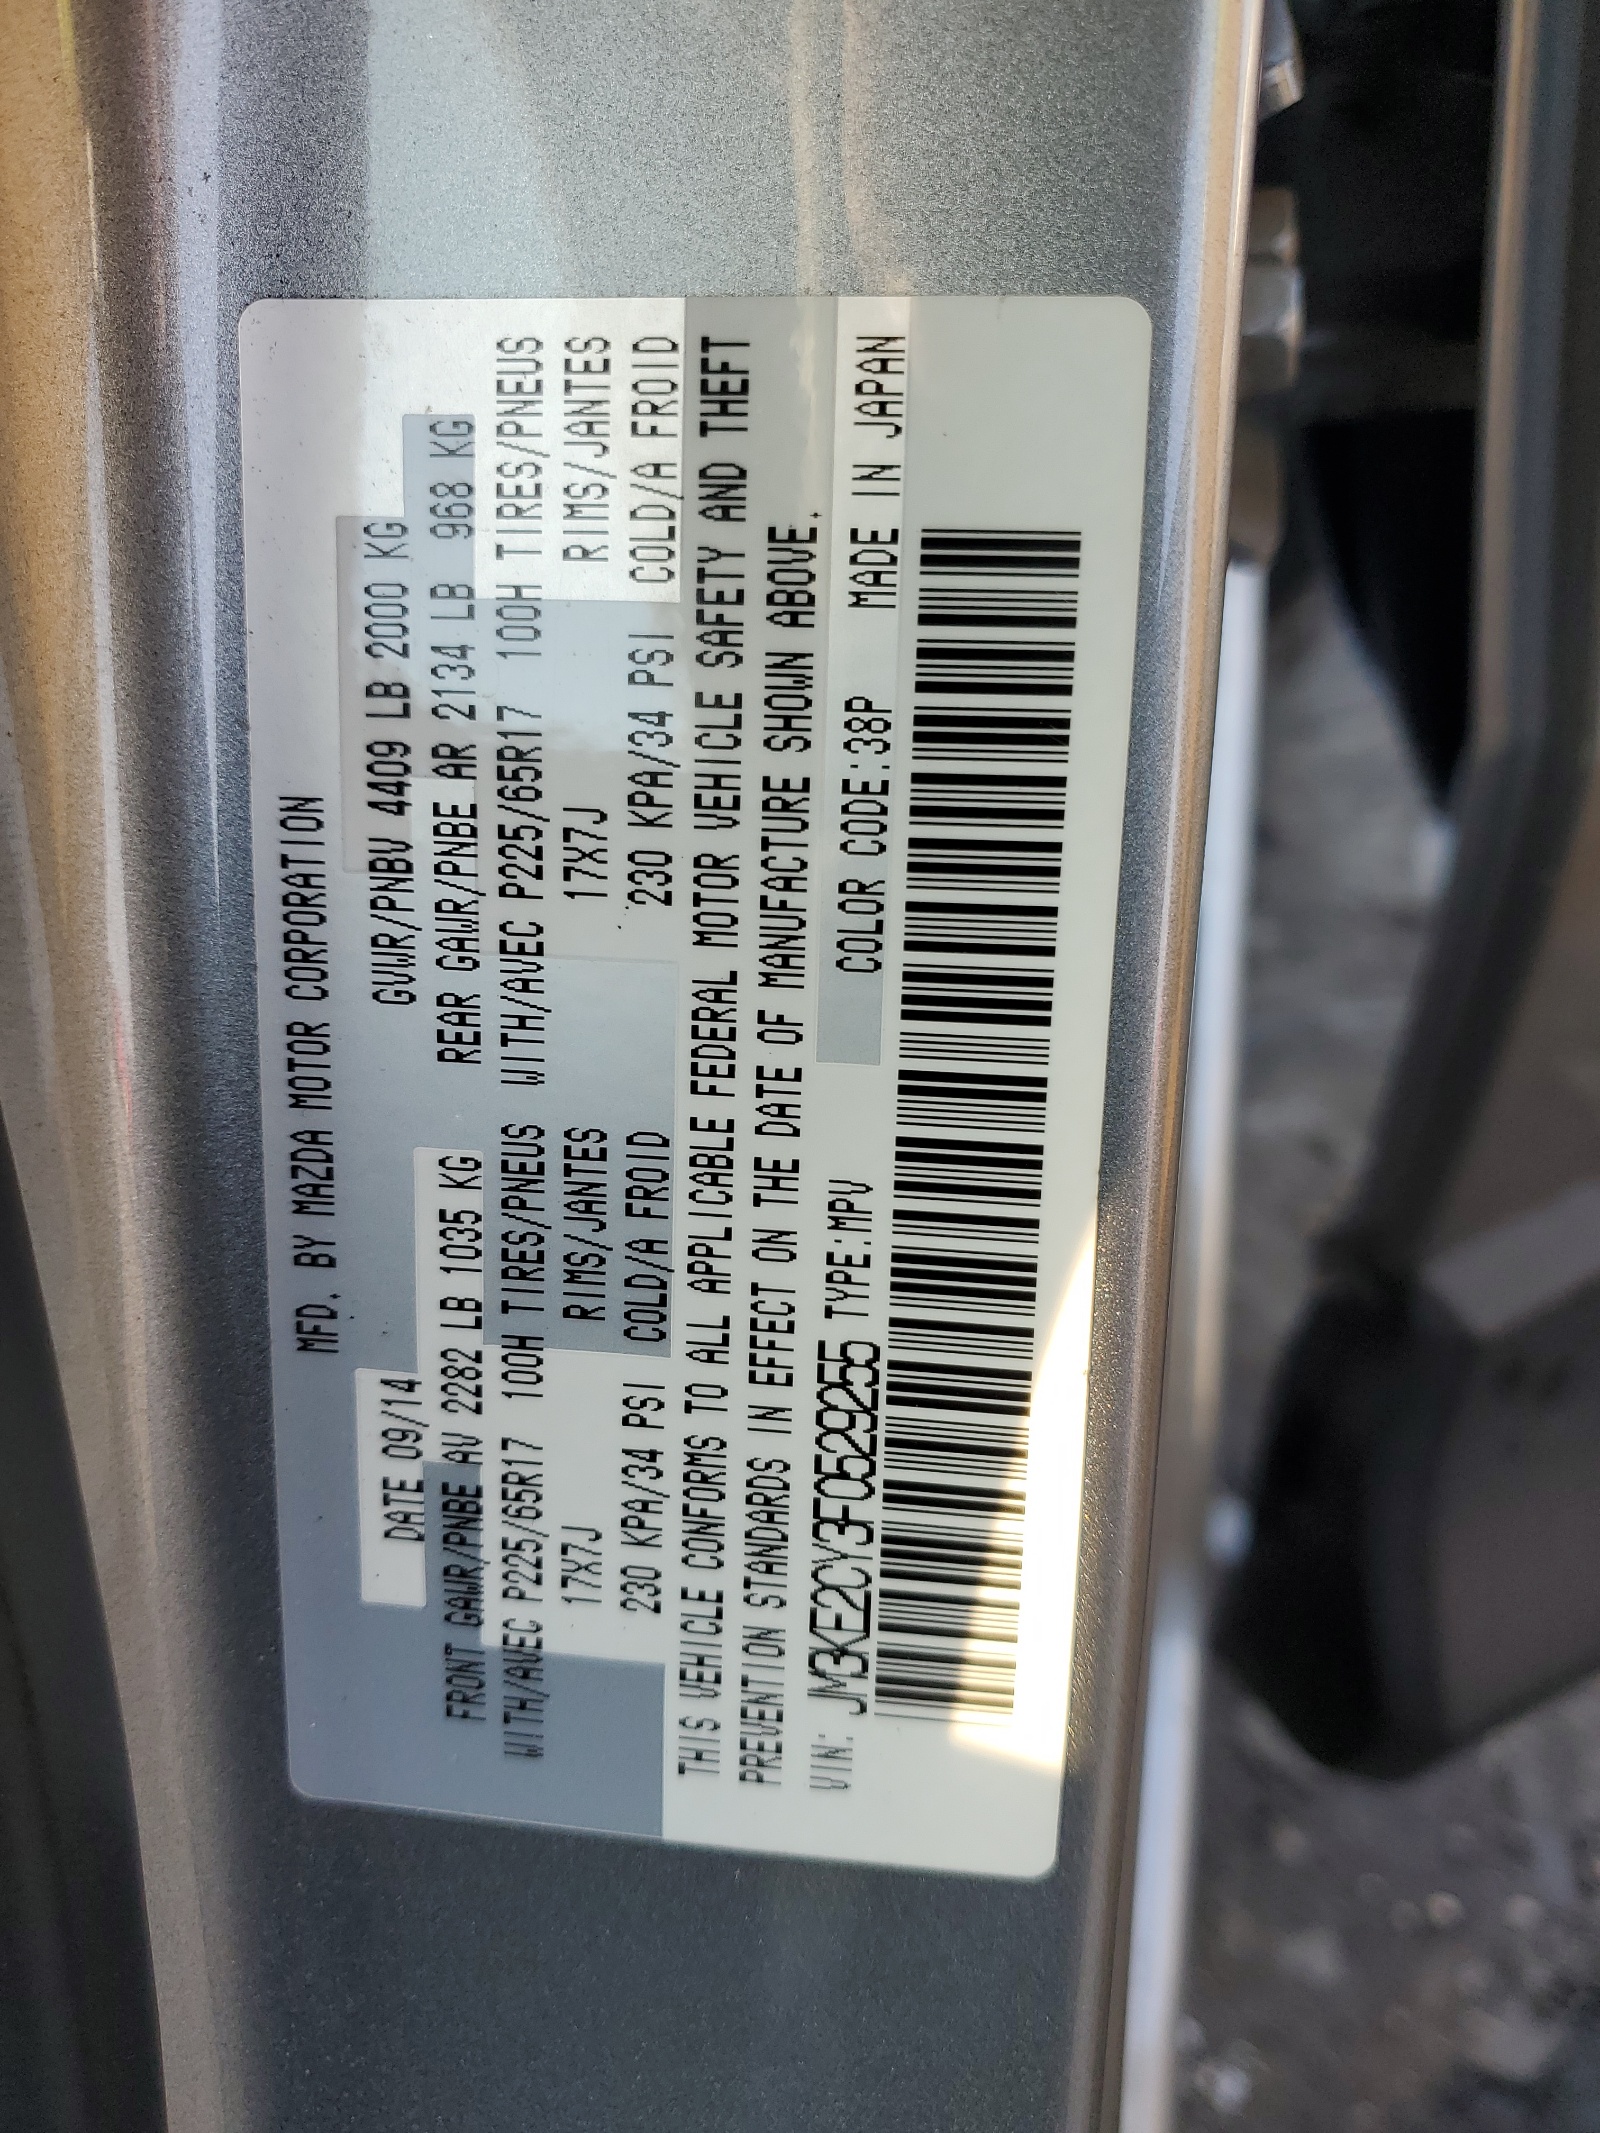 MFD. BY MAZDA MOTOR CORPORATION
DATE 09/14 GVWR/PNBV 4409 LB 2000 KG
FRONT GAWR/PNBE AV 2282 LB 1035 KG REAR GAWR/PNBE AR 2134 LB 968 KG
WITH/AVEC P225/65R17 100H TIRES/PNEUS WITH/AVEC P225/65R17 100H TIRES/PNEUS
17X7J RIMS/JANTES 17X7J RIMS/JANTES
230 KPA/34 PSI COLD/A FROID 230 KPA/34 PSI COLD/A FROID
THIS VEHICLE CONFORMS TO ALL APPLICABLE FEDERAL MOTOR VEHICLE SAFETY AND THEFT
PREVENTION STANDARDS IN EFFECT ON THE DATE OF MANUFACTURE SHOWN ABOVE.
VIN: JM3KE2CY3F0529255 TYPE:MPV COLOR CODE:38P MADE IN JAPAN